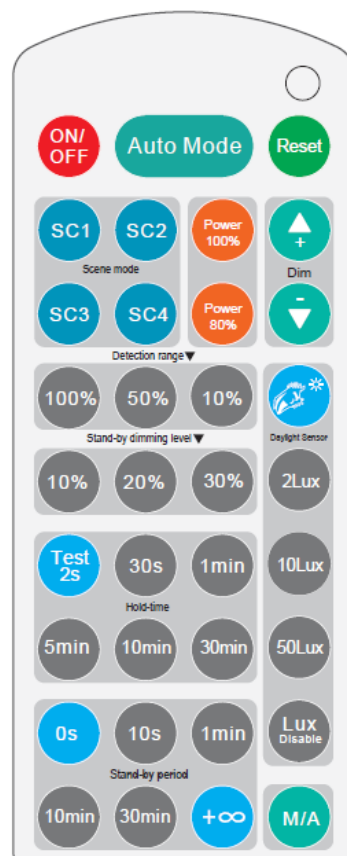 ON/
OFF
Auto Mode
Reset
SC1
SC2
Power
100%
+
Scene mode
Dim
SC3
SC4
Power
80%
-
Detection range▼
100%
50%
10%
Daylight Sensor
Stand-by dimming level▼
10%
20%
30%
2Lux
Test
2s
30s
1min
10Lux
Hold-time
5min
10min
30min
50Lux
0s
10s
1min
Lux
Disable
Stand-by period
10min
30min
+∞
M/A